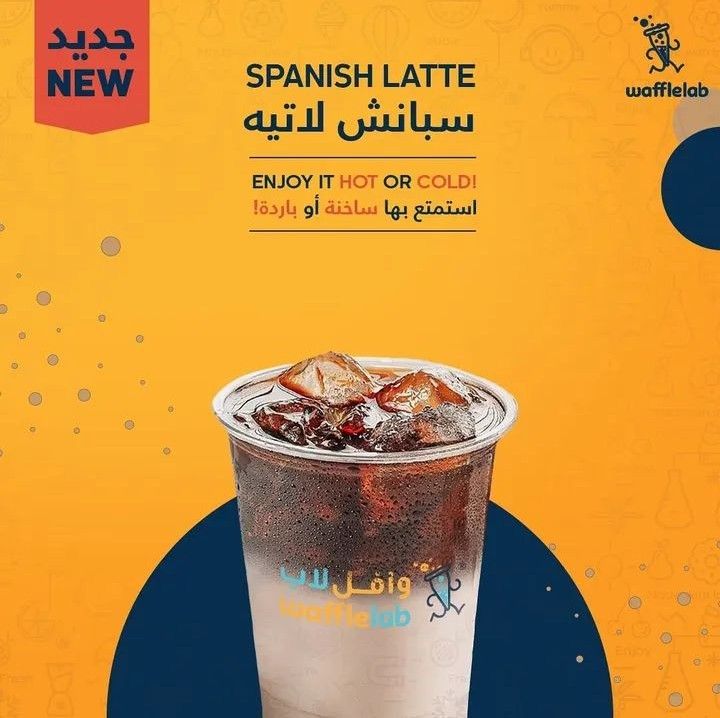 جديد
NEW
wafflelab
SPANISH LATTE
سبانش لاتيه
ENJOY IT HOT OR COLD!
استمتع بها ساخنة أو باردة!
وافل لاب
wafflelab
Enjoy